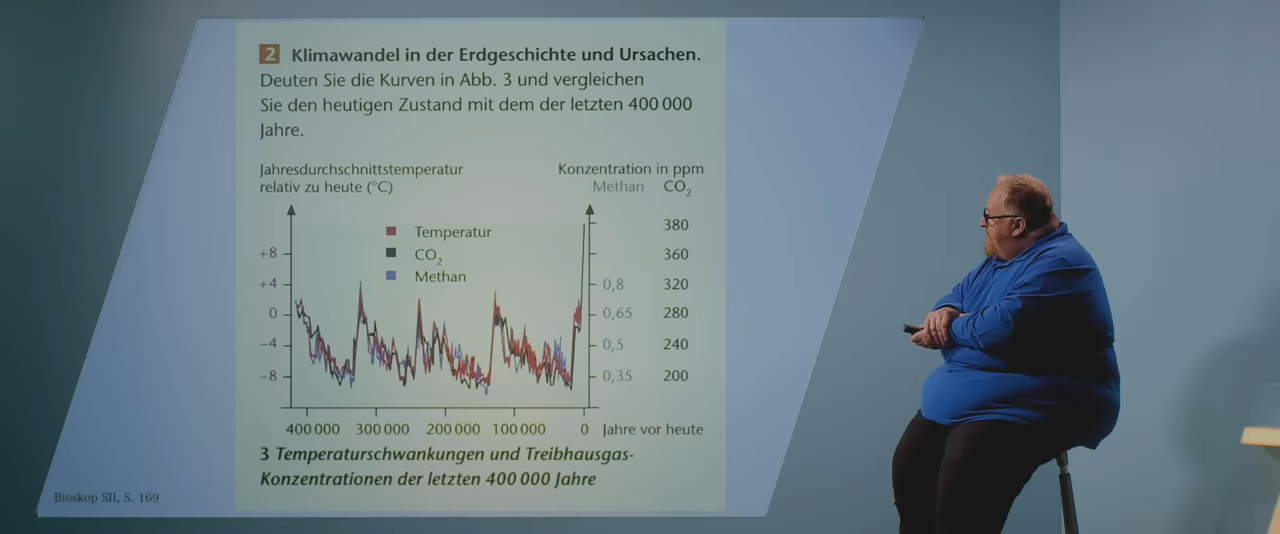 2 Klimawandel in der Erdgeschichte und Ursachen.
Deuten Sie die Kurven in Abb. 3 und vergleichen
Sie den heutigen Zustand mit dem der letzten 400 000
Jahre.
Jahresdurchschnittstemperatur
relativ zu heute (°C)
Konzentration in ppm
Methan CO₂
380
Temperatur
+8 CO₂ 360
Methan
+4 0,8 320
0 0,65 280
−4 0,5 240
−8 0,35 200
400 000 300 000 200 000 100 000 0 Jahre vor heute
3 Temperaturschwankungen und Treibhausgas-
Konzentrationen der letzten 400 000 Jahre
Bioskop SII, S. 169